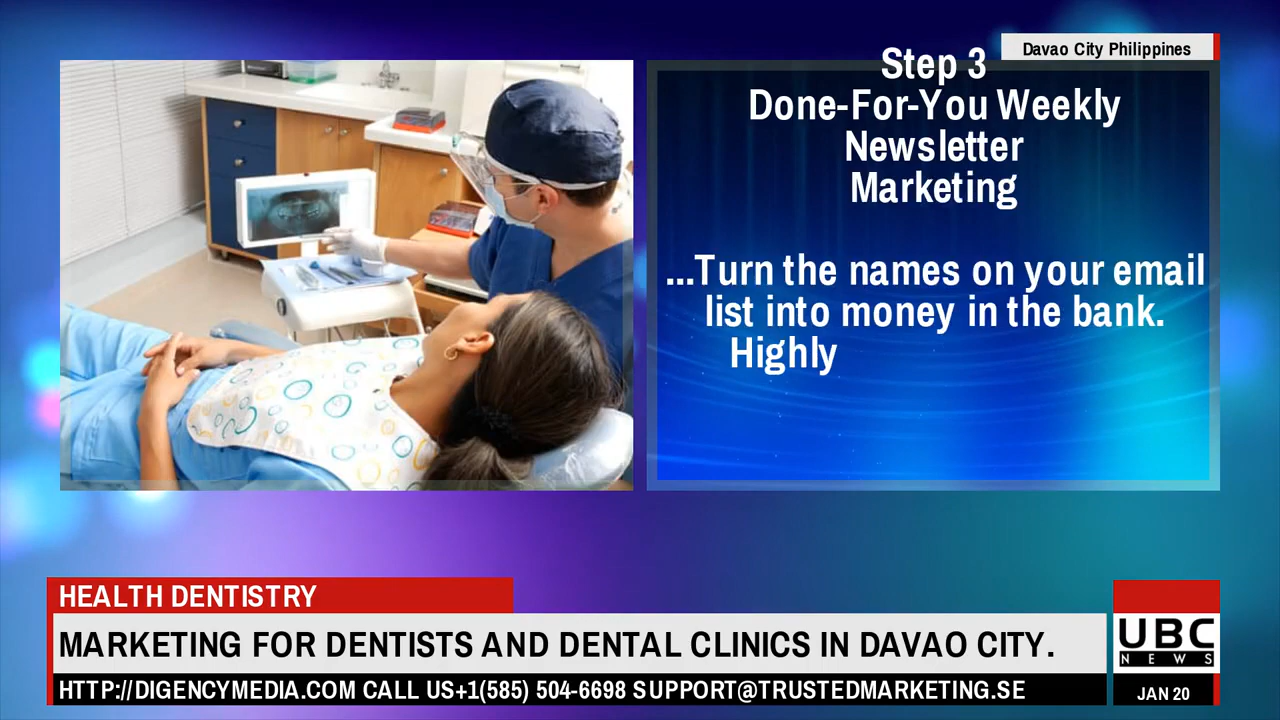 Davao City Philippines
Step 3
Done-For-You Weekly
Newsletter
Marketing
...Turn the names on your email
list into money in the bank.
Highly
HEALTH DENTISTRY
MARKETING FOR DENTISTS AND DENTAL CLINICS IN DAVAO CITY.
HTTP://DIGENCYMEDIA.COM CALL US+1(585) 504-6698 SUPPORT@TRUSTEDMARKETING.SE
UBC
NEWS
JAN 20